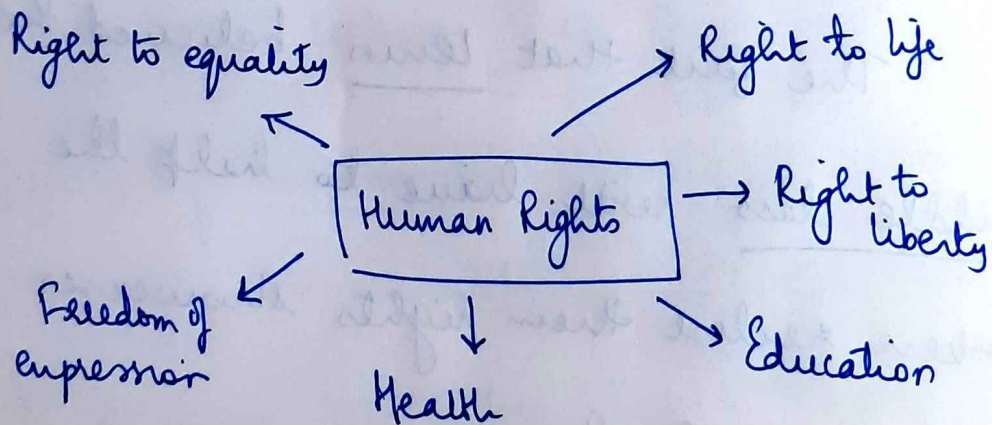 Right to equality
Right to life
Human Rights
Right to
liberty
Freedom of
expression
Health
Education